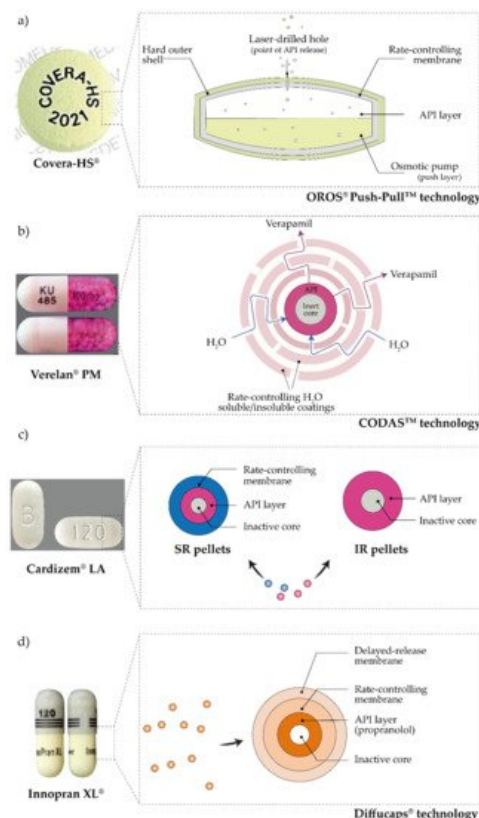 a)
Laser-drilled hole
(point of API release)
Hard outer
shell
Rate-controlling
membrane
COVERA-HS
2021
API layer
Osmotic pump
(push layer)
Covera-HS®
OROS® Push-Pull™ technology
b)
Verapamil
KU
485
API
Verapamil
Inert
core
H₂O
H₂O
Verelan® PM
Rate-controlling H₂O
soluble/insoluble coatings
CODAS™ technology
c)
Rate-controlling
membrane
API layer
API layer
B
120
Inactive core
Inactive core
SR pellets
IR pellets
Cardizem® LA
d)
Delayed-release
membrane
Rate-controlling
membrane
120
API layer
(propranolol)
Inactive core
Innopran XL®
Diffucaps® technology